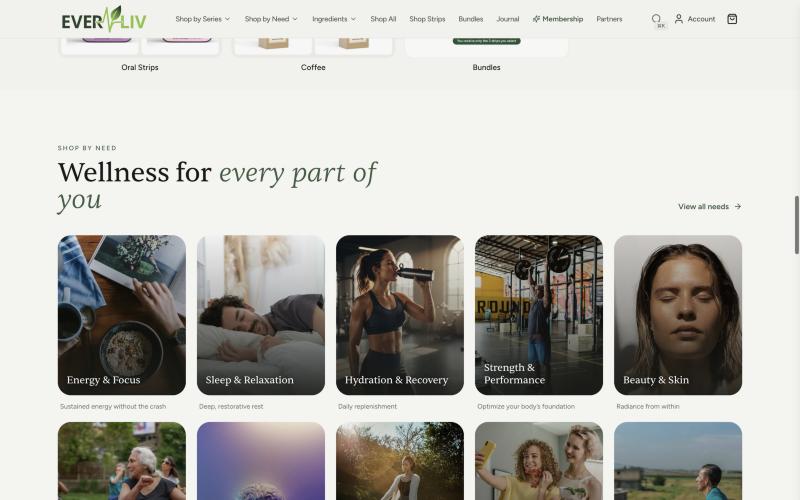 EVER LIV
Shop by Series
Shop by Need
Ingredients
Shop All
Shop Strips
Bundles
Journal
Membership
Partners
⌘K
Account
Oral Strips
Coffee
Bundles
SHOP BY NEED
Wellness for every part of
you
View all needs
ROUND
Energy & Focus
Sleep & Relaxation
Hydration & Recovery
Strength &
Performance
Beauty & Skin
Sustained energy without the crash
Deep, restorative rest
Daily replenishment
Optimize your body's foundation
Radiance from within